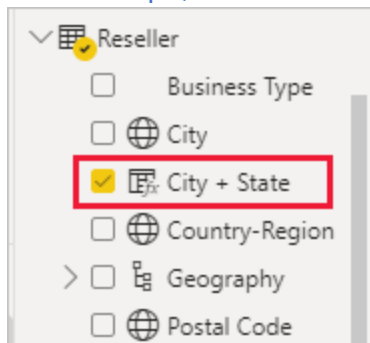 Reseller
Business Type
City
City + State
Country-Region
Geography
Postal Code